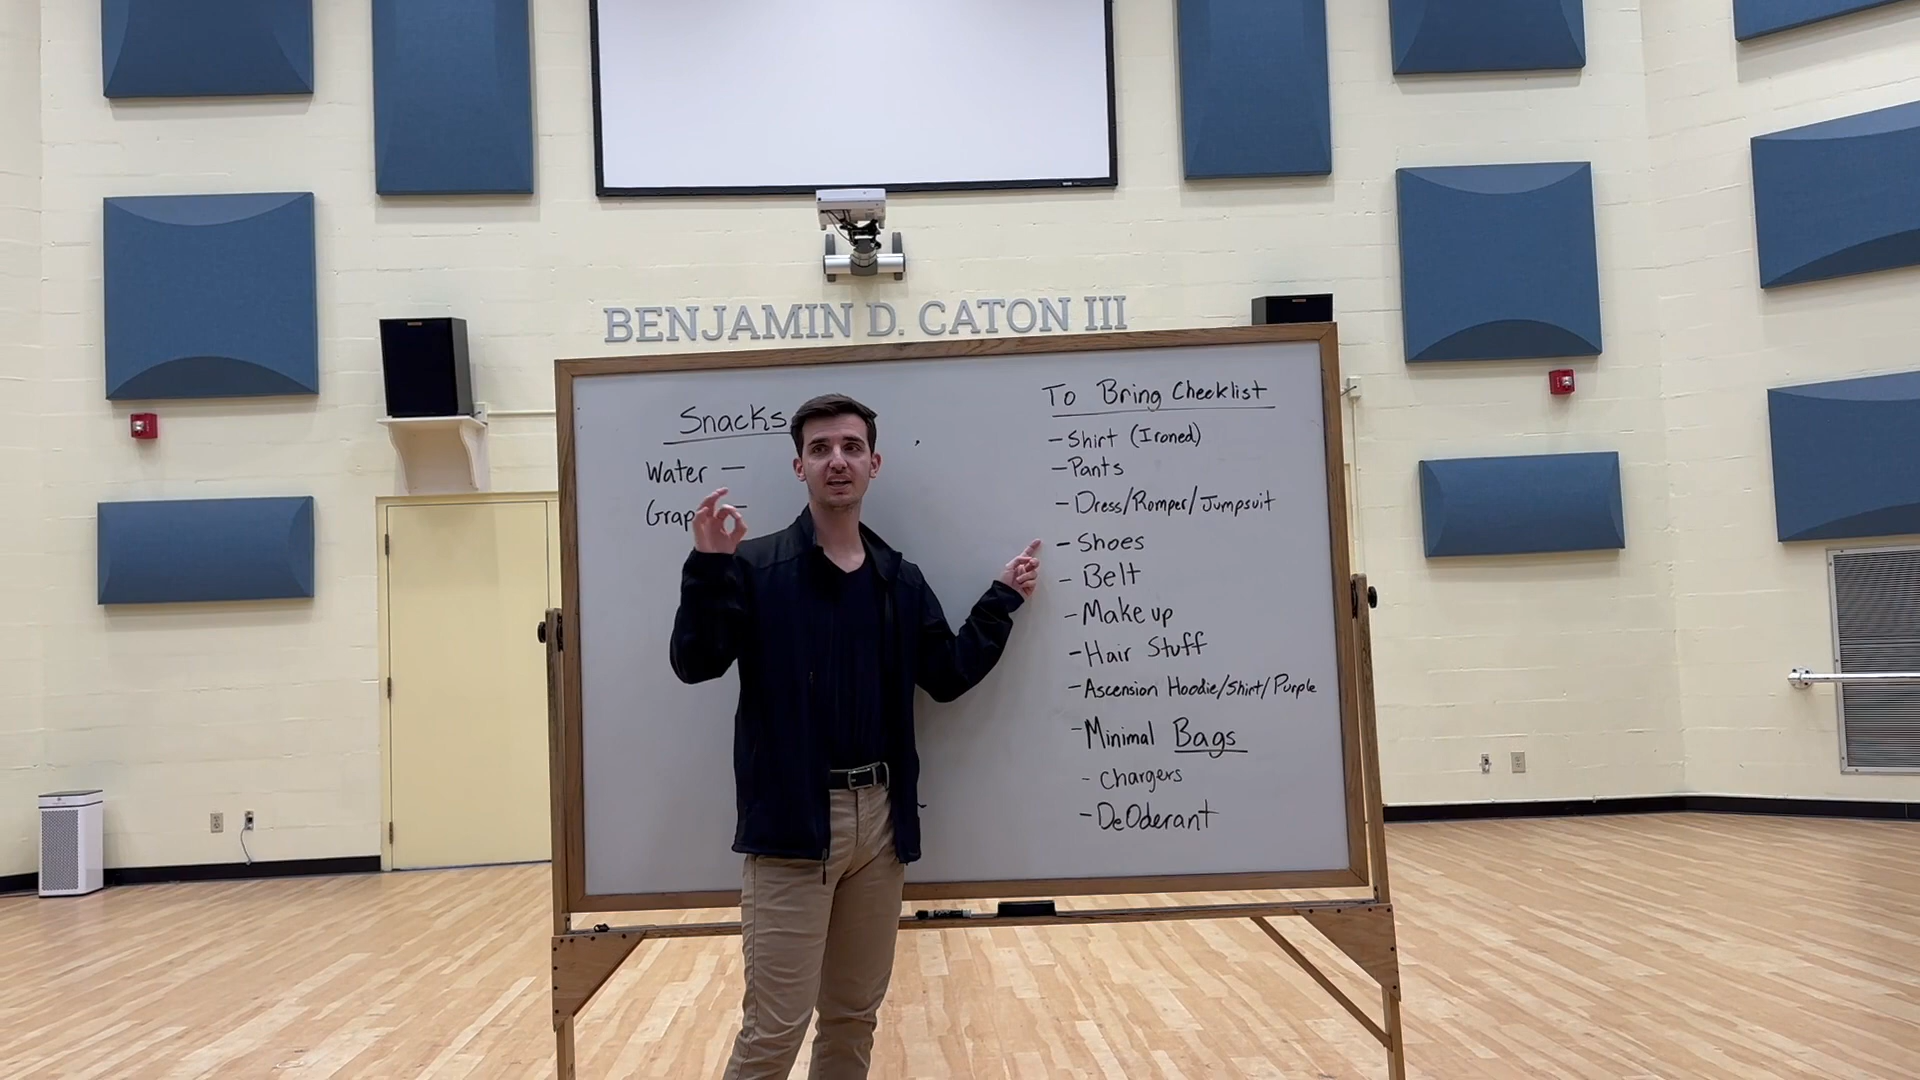 BENJAMIN D. CATON III
Snacks
Water —
Grap —
To Bring Checklist
- Shirt (Ironed)
- Pants
- Dress/Romper/Jumpsuit
- Shoes
- Belt
- Make up
- Hair Stuff
- Ascension Hoodie/Shirt/Purple
- Minimal Bags
- Chargers
- DeOderant